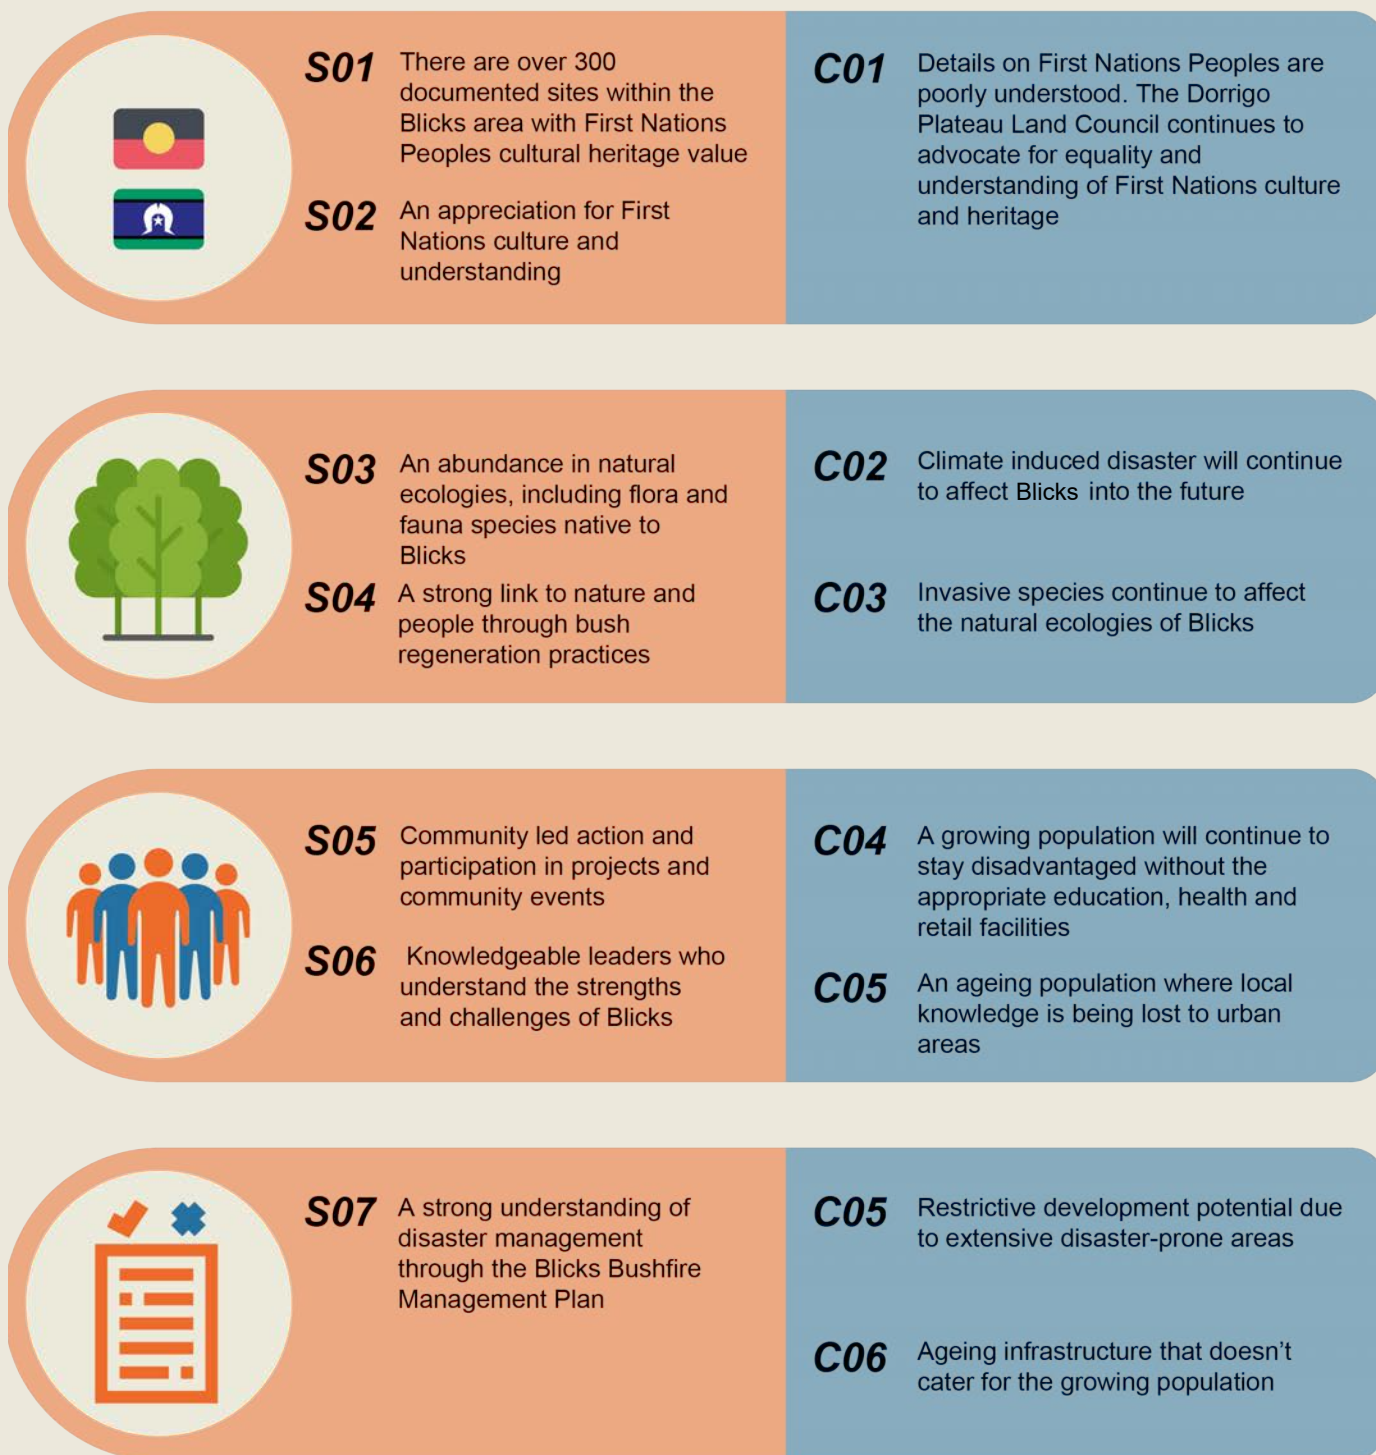 S01 There are over 300
documented sites within the
Blicks area with First Nations
Peoples cultural heritage value
S02 An appreciation for First
Nations culture and
understanding
C01 Details on First Nations Peoples are
poorly understood. The Dorrigo
Plateau Land Council continues to
advocate for equality and
understanding of First Nations culture
and heritage
S03 An abundance in natural
ecologies, including flora and
fauna species native to
Blicks
S04 A strong link to nature and
people through bush
regeneration practices
C02 Climate induced disaster will continue
to affect Blicks into the future
C03 Invasive species continue to affect
the natural ecologies of Blicks
S05 Community led action and
participation in projects and
community events
S06 Knowledgeable leaders who
understand the strengths
and challenges of Blicks
C04 A growing population will continue to
stay disadvantaged without the
appropriate education, health and
retail facilities
C05 An ageing population where local
knowledge is being lost to urban
areas
S07 A strong understanding of
disaster management
through the Blicks Bushfire
Management Plan
C05 Restrictive development potential due
to extensive disaster-prone areas
C06 Ageing infrastructure that doesn’t
cater for the growing population